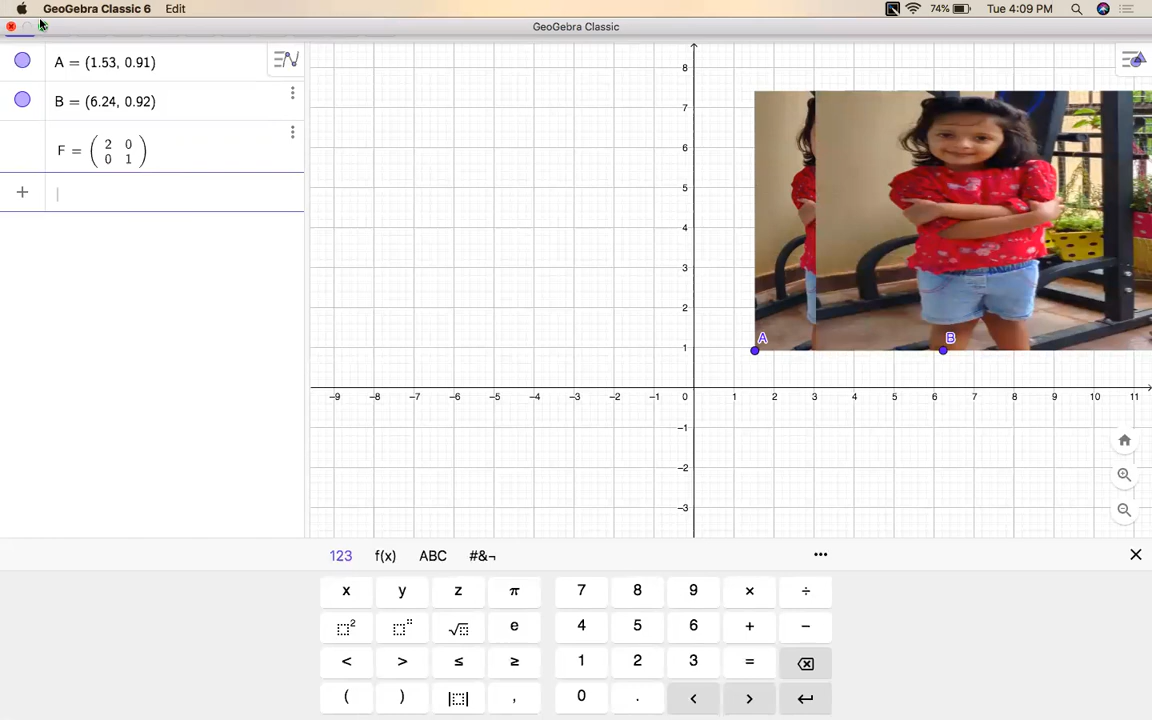 GeoGebra Classic 6 Edit 74% Tue 4:09 PM
GeoGebra Classic
A = (1.53, 0.91)
B = (6.24, 0.92)
F = ( 2 0
0 1 )
+
8
7
6
5
4
3
2
1
A B
−9 −8 −7 −6 −5 −4 −3 −2 −1 0 1 2 3 4 5 6 7 8 9 10 11
−1
−2
−3
123 f(x) ABC #&¬ ...
x y z π 7 8 9 × ÷
□² □□ √□ e 4 5 6 + −
< > ≤ ≥ 1 2 3 =
( ) |□| , 0 . < >